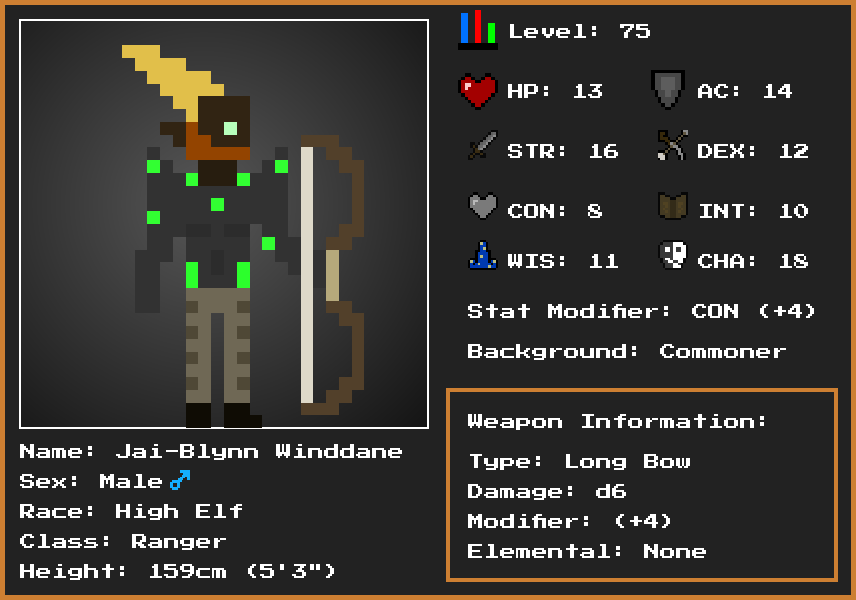 Level: 75
HP: 13
AC: 14
STR: 16
DEX: 12
CON: 8
INT: 10
WIS: 11
CHA: 18
Stat Modifier: CON (+4)
Background: Commoner
Weapon Information:
Type: Long Bow
Damage: d6
Modifier: (+4)
Elemental: None
Name: Jai-Blynn Winddane
Sex: Male♂
Race: High Elf
Class: Ranger
Height: 159cm (5'3")